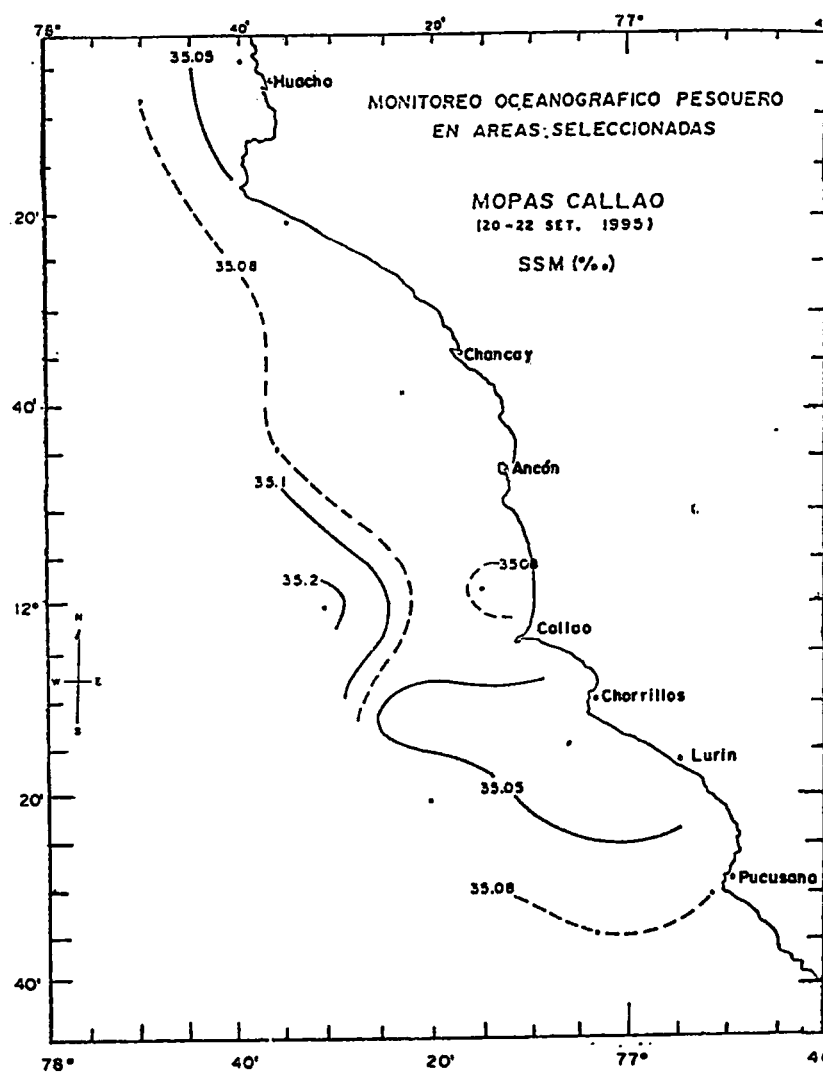 78° 40' 20' 77° 4
35.05
Huacho
MONITOREO OCEANOGRAFICO PESQUERO
EN AREAS SELECCIONADAS
MOPAS CALLAO
(20-22 SET. 1995)
SSM (‰)
20'
35.08
Chancay
40'
Ancón
35.1
35.08
35.2
12°
Callao
N
W E
S
Chorrillos
Lurin
20'
35.05
Pucusana
35.08
40'
78° 40' 20' 77° 4